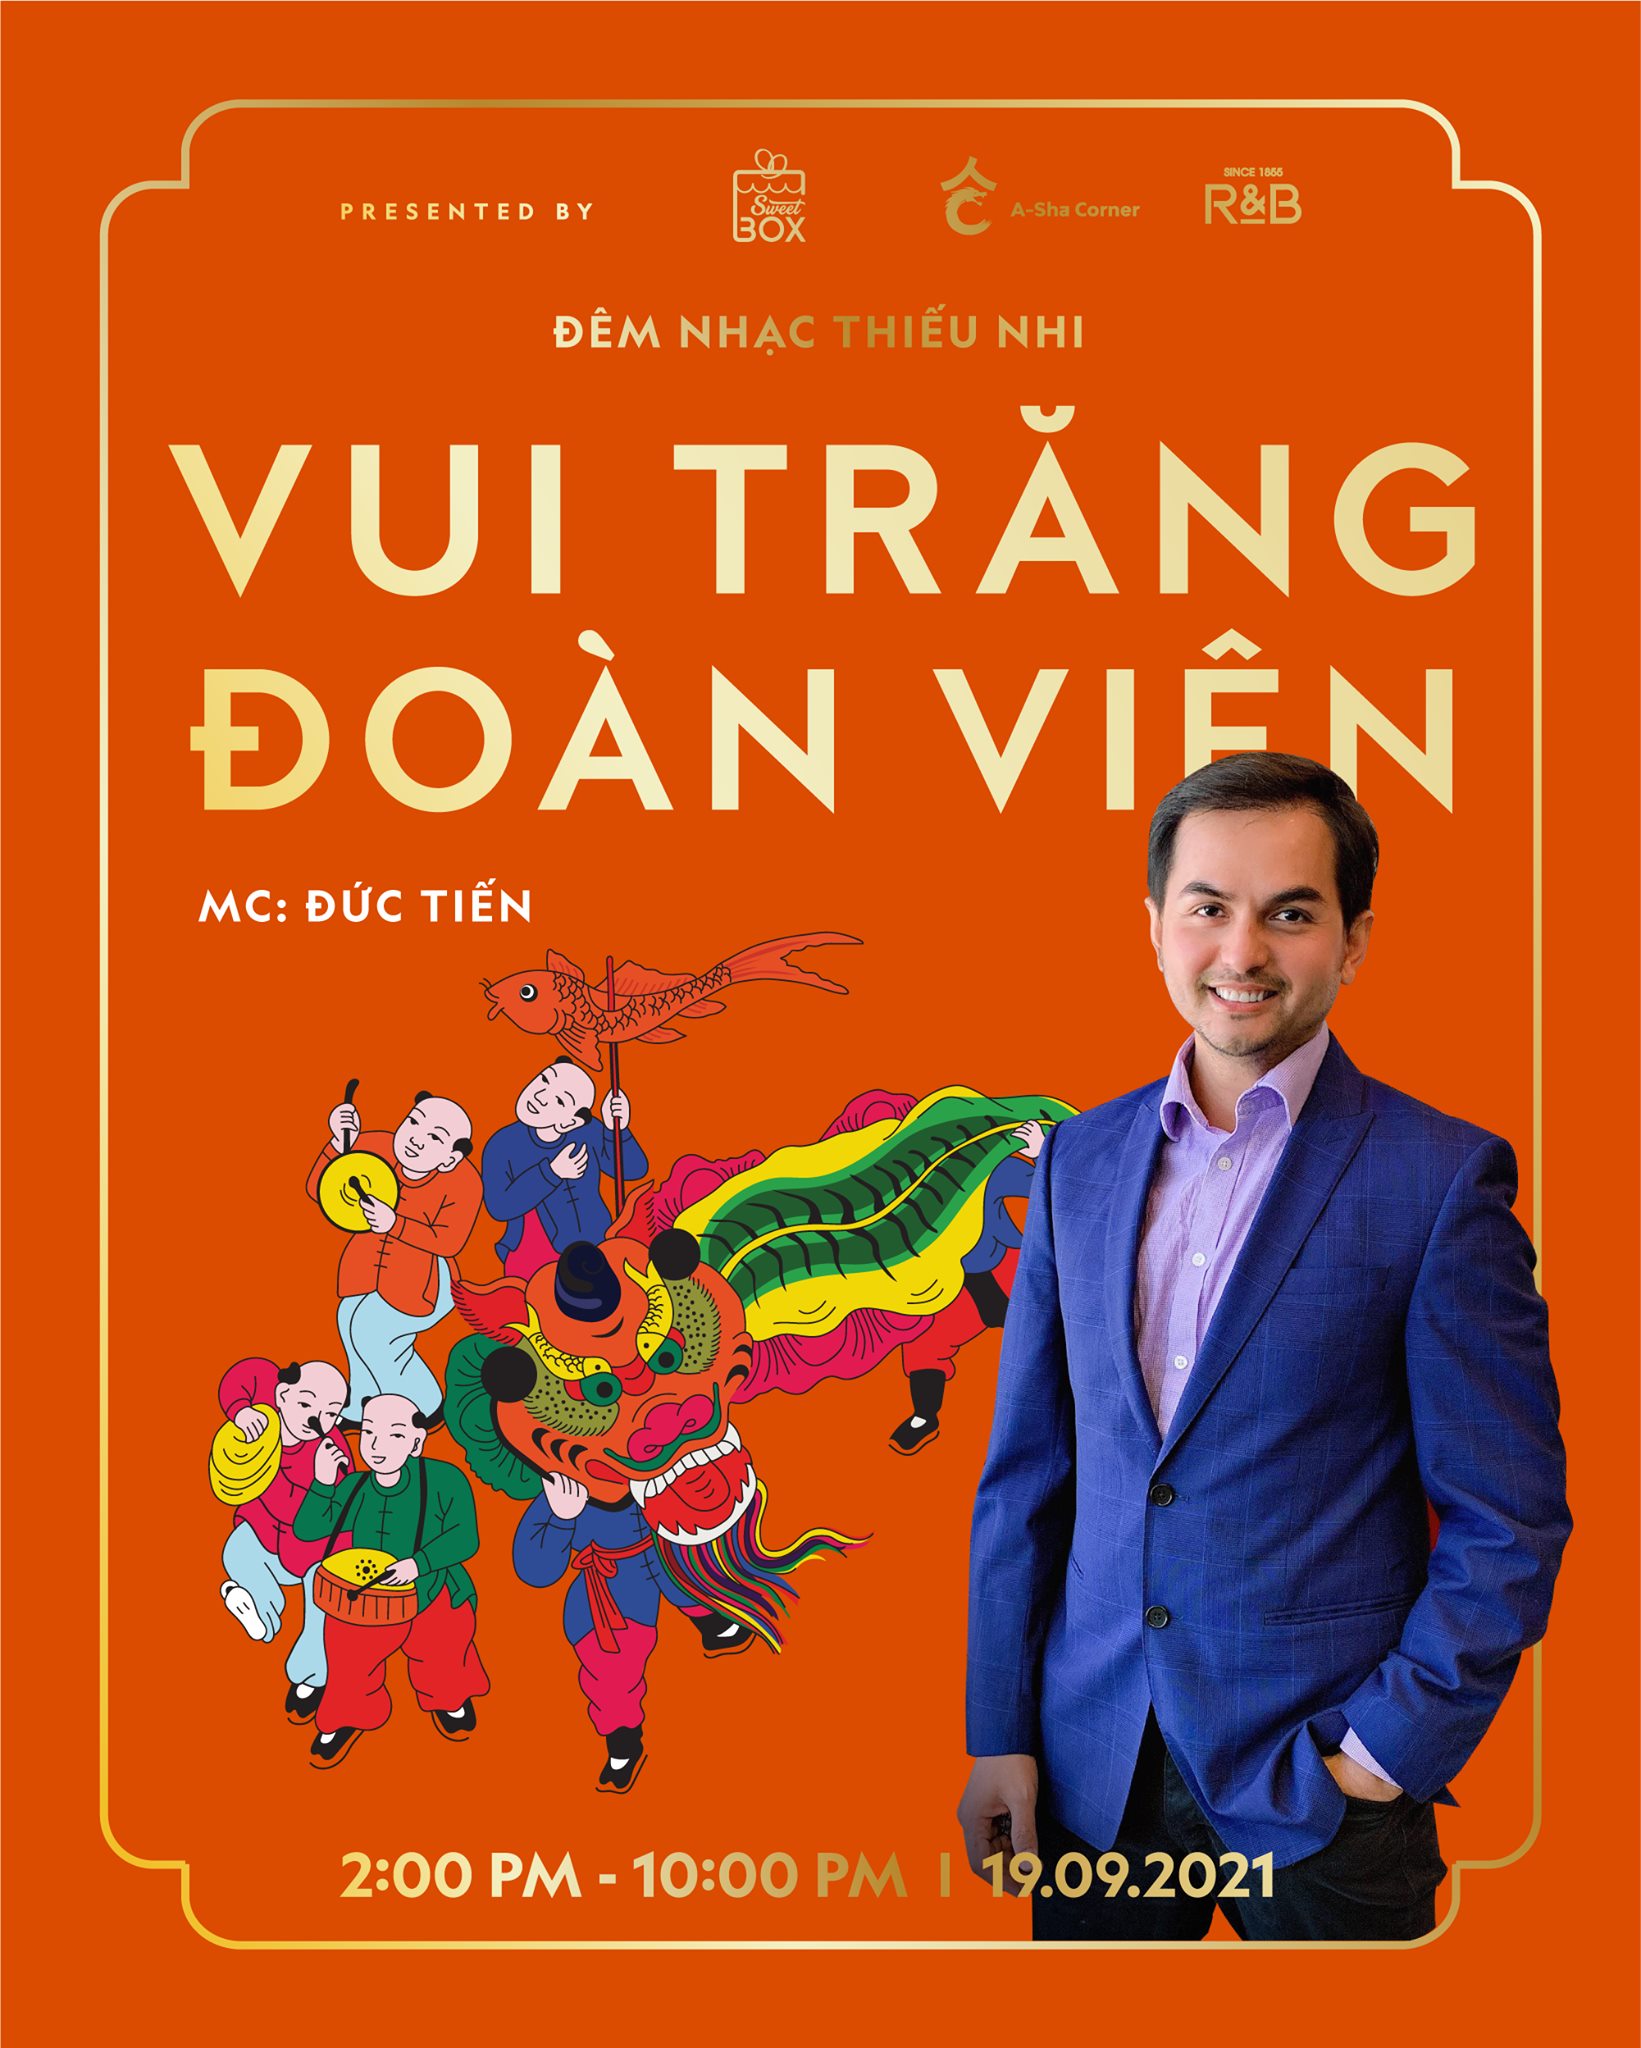 PRESENTED BY
Sweet
BOX
A-Sha Corner
SINCE 1855
R&B
ĐÊM NHẠC THIẾU NHI
VUI TRĂNG
ĐOÀN VIÊN
MC: ĐỨC TIẾN
2:00 PM - 10:00 PM | 19.09.2021